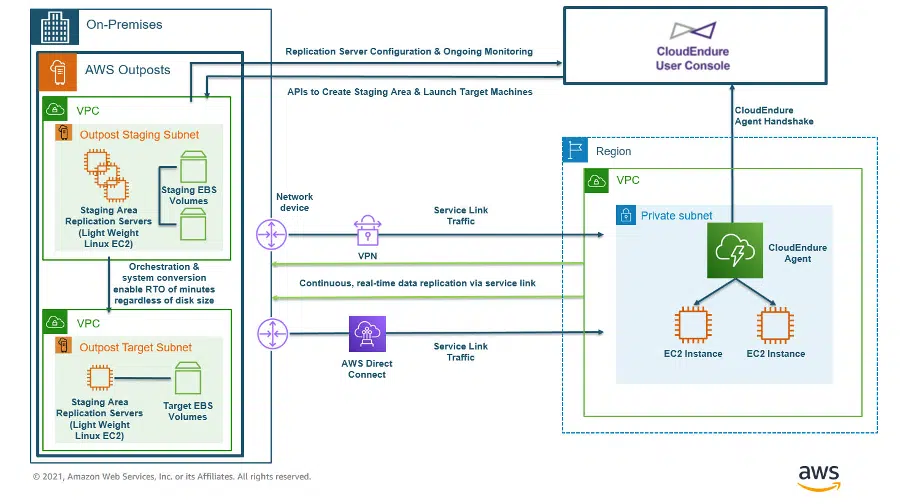 On-Premises
AWS Outposts
VPC
Outpost Staging Subnet
Staging EBS
Volumes
Staging Area
Replication Servers
(Light Weight
Linux EC2)
Orchestration &
system conversion
enable RTO of minutes
regardless of disk size
VPC
Outpost Target Subnet
Staging Area
Replication Servers
(Light Weight
Linux EC2)
Target EBS
Volumes
Replication Server Configuration & Ongoing Monitoring
APIs to Create Staging Area & Launch Target Machines
CloudEndure
User Console
CloudEndure
Agent Handshake
Network
device
Service Link
Traffic
VPN
Continuous, real-time data replication via service link
AWS Direct
Connect
Service Link
Traffic
Region
VPC
Private subnet
CloudEndure
Agent
EC2 Instance
EC2 Instance
© 2021, Amazon Web Services, Inc. or its Affiliates. All rights reserved.
aws